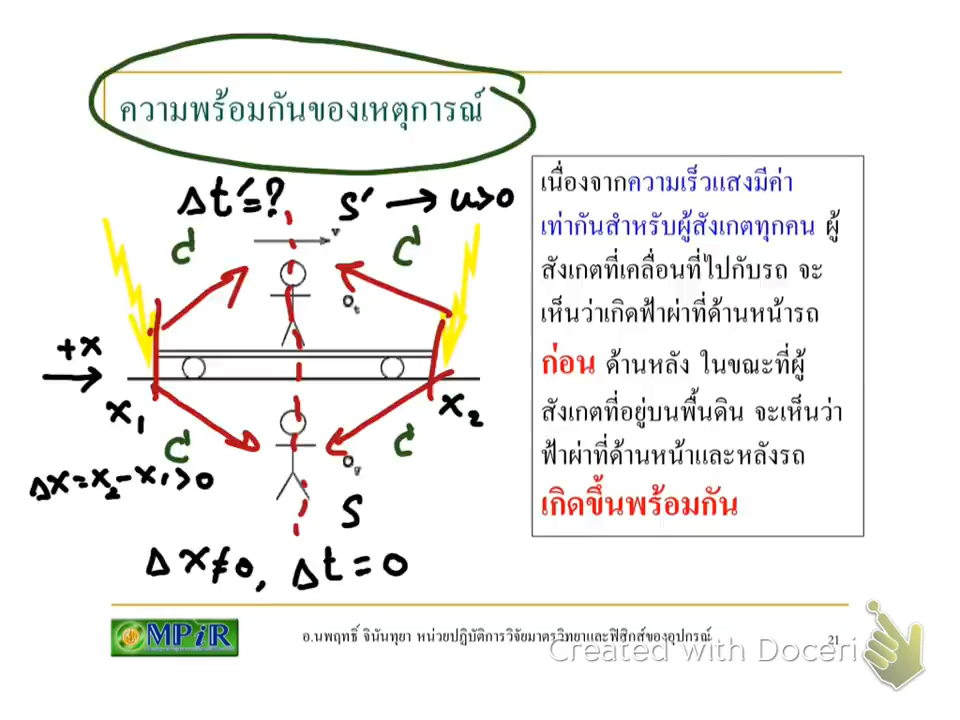 ความพร้อมกันของเหตุการณ์
Δt'=?
S' → u>0
v
C
C
O_t
+x
x₁
x₂
C
C
O_g
Δx=x₂-x₁>0
S
Δx≠0, Δt=0
เนื่องจากความเร็วแสงมีค่า
เท่ากันสำหรับผู้สังเกตทุกคน ผู้
สังเกตที่เคลื่อนที่ไปกับรถ จะ
เห็นว่าเกิดฟ้าผ่าที่ด้านหน้ารถ
ก่อน ด้านหลัง ในขณะที่ผู้
สังเกตที่อยู่บนพื้นดิน จะเห็นว่า
ฟ้าผ่าที่ด้านหน้าและหลังรถ
เกิดขึ้นพร้อมกัน
MPiR
อ.นพฤทธิ์ จินันทุยา หน่วยปฏิบัติการวิจัยมาตรวิทยาและฟิสิกส์ของอุปกรณ์
21
Created with Doceri